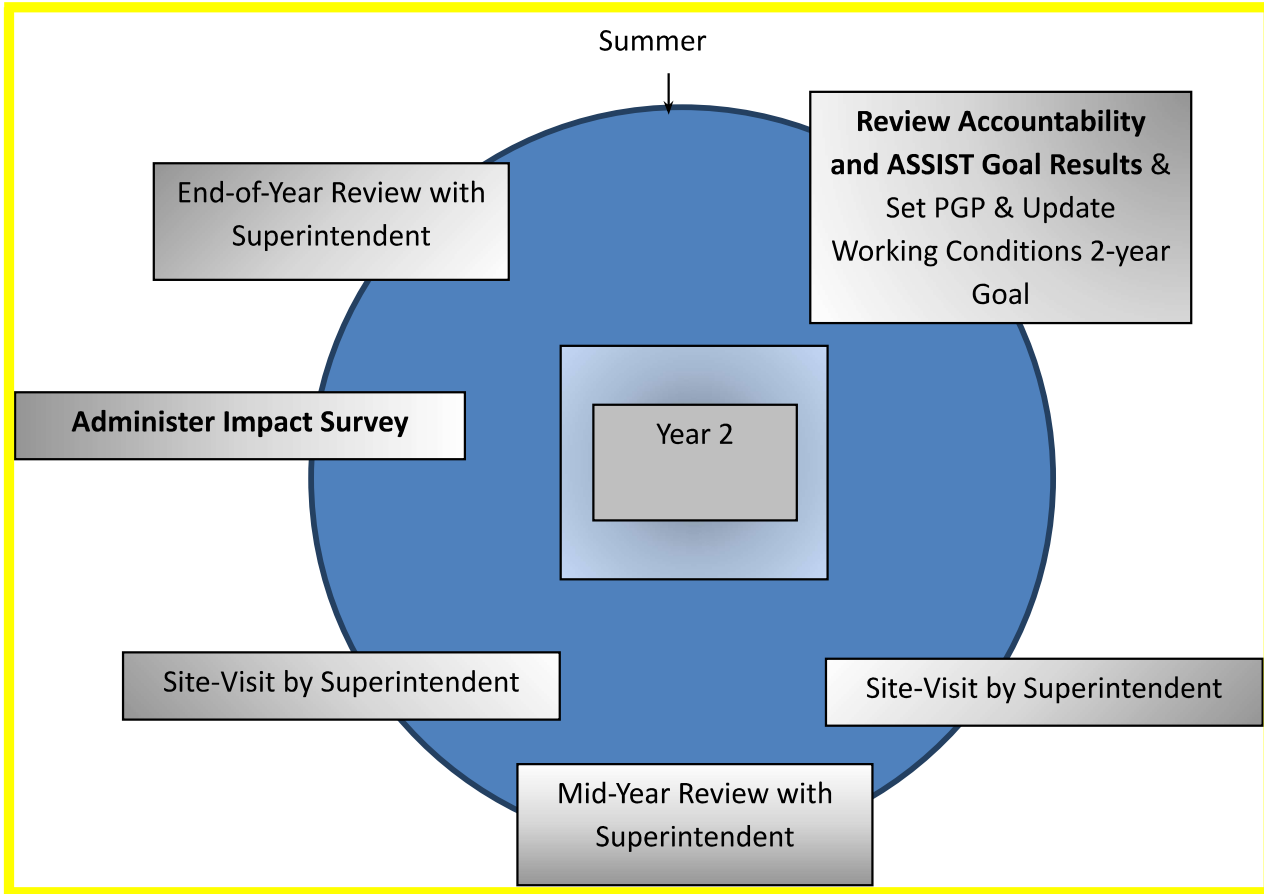 Summer
Review Accountability
and ASSIST Goal Results &
Set PGP & Update
Working Conditions 2-year
Goal
End-of-Year Review with
Superintendent
Administer Impact Survey
Year 2
Site-Visit by Superintendent
Site-Visit by Superintendent
Mid-Year Review with
Superintendent